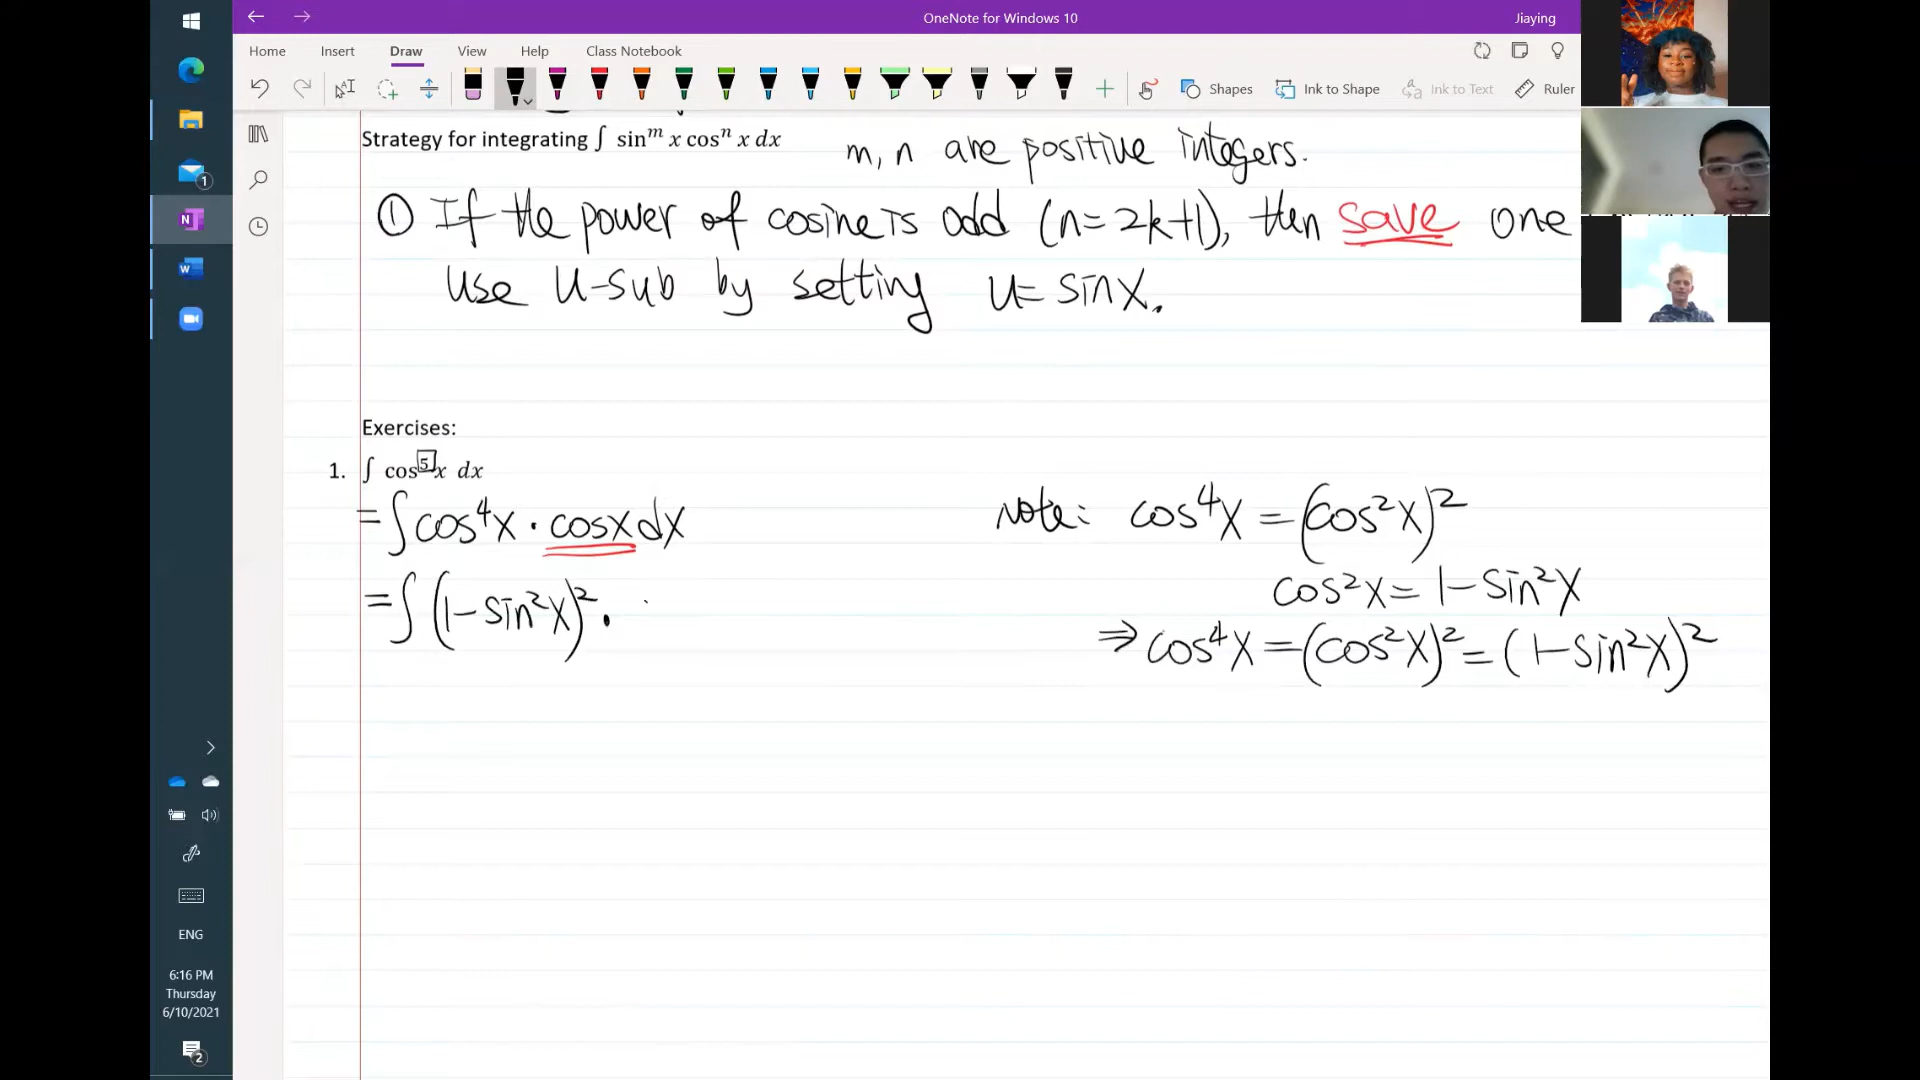 OneNote for Windows 10
Jiaying
Home Insert Draw View Help Class Notebook
Shapes Ink to Shape Ink to Text Ruler
Strategy for integrating ∫ sinᵐ x cosⁿ x dx
m, n are positive integers.
① If the power of cosine is odd (n=2k+1), then save one
use u-sub by setting u= sinx.
Exercises:
1. ∫ cos⁵x dx
= ∫ cos⁴x · cosx dx
Note: cos⁴x = (cos²x)²
cos²x = 1-sin²x
= ∫ (1-sin²x)² ·
⇒ cos⁴x = (cos²x)² = (1-sin²x)²
1
ENG
6:16 PM
Thursday
6/10/2021
2